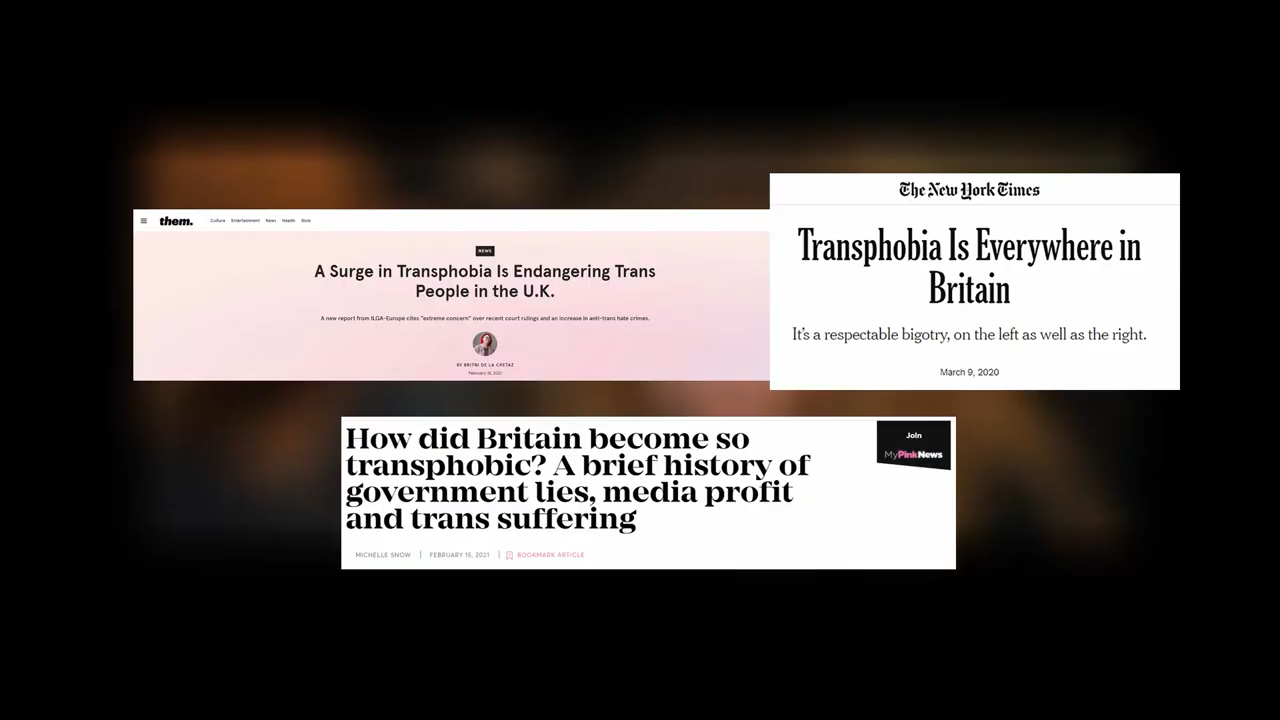 them.
Culture Entertainment News Health Style
NEWS
A Surge in Transphobia Is Endangering Trans
People in the U.K.
A new report from ILGA-Europe cites "extreme concern" over recent court rulings and an increase in anti-trans hate crimes.
BY BRITNI DE LA CRETAZ
February 16, 2021
The New York Times
Transphobia Is Everywhere in
Britain
It's a respectable bigotry, on the left as well as the right.
March 9, 2020
How did Britain become so
transphobic? A brief history of
government lies, media profit
and trans suffering
Join
MyPinkNews
MICHELLE SNOW | FEBRUARY 15, 2021 | BOOKMARK ARTICLE